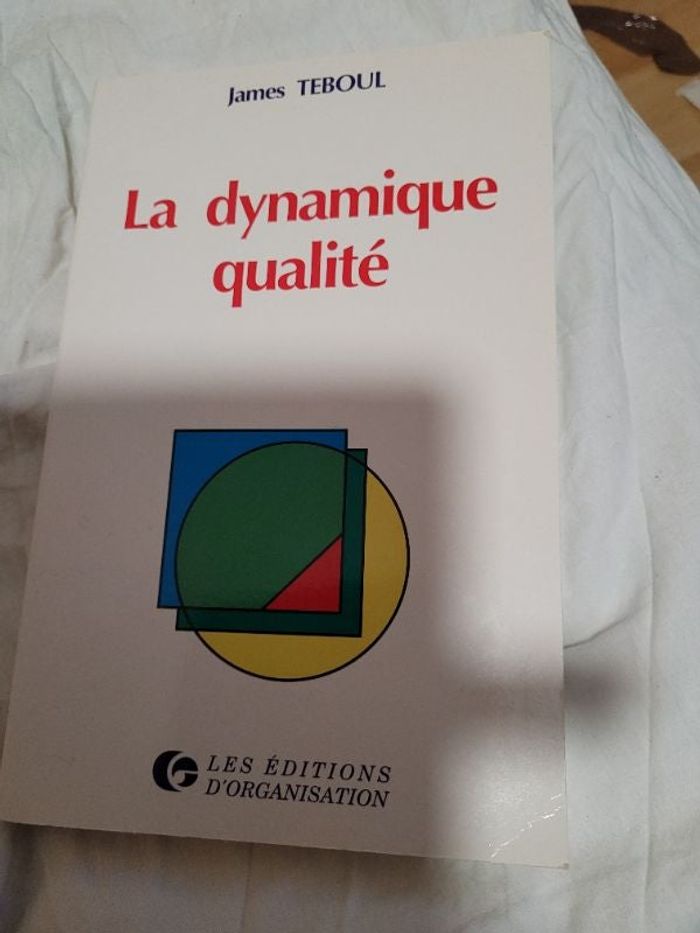 James TEBOUL
La dynamique
qualité
LES ÉDITIONS
D'ORGANISATION